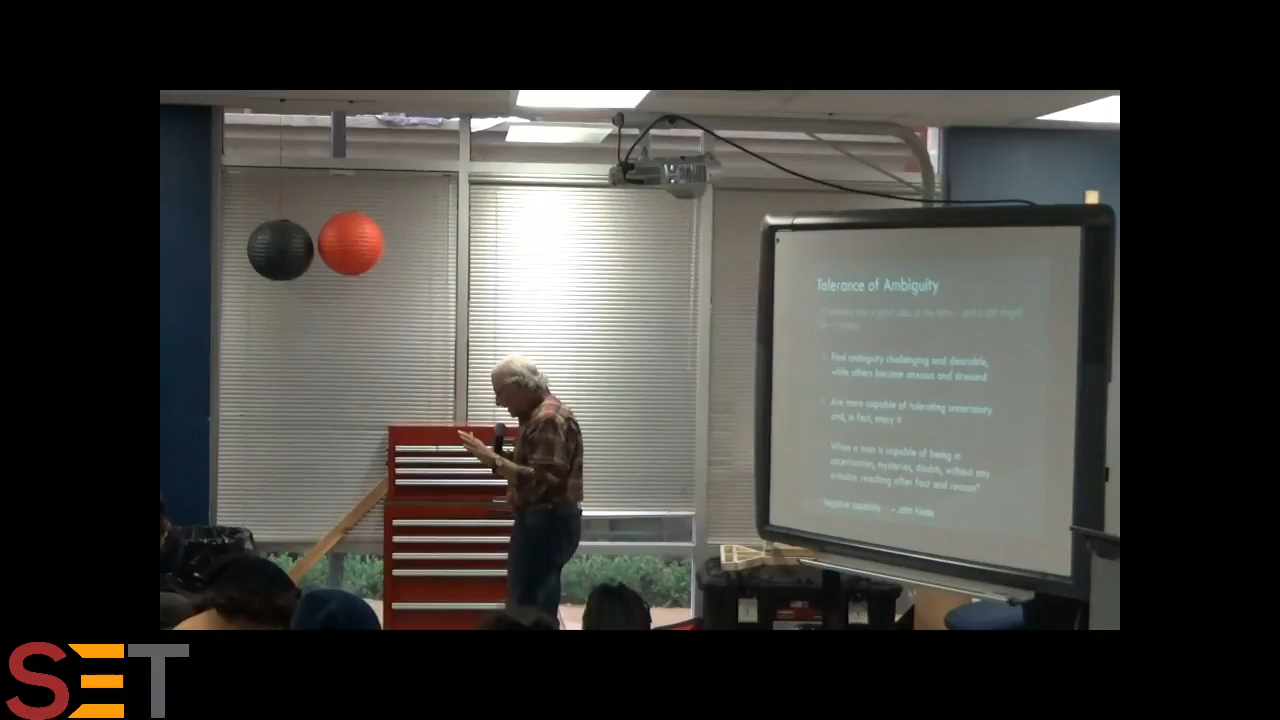 Tolerance of Ambiguity
Find ambiguity challenging and desirable,
while others become anxious and stressed
Are more capable of tolerating uncertainty
and, in fact, enjoy it
When a man is capable of being in
uncertainties, mysteries, doubts, without any
irritable reaching after fact and reason"
Negative capability – John Keats
SET